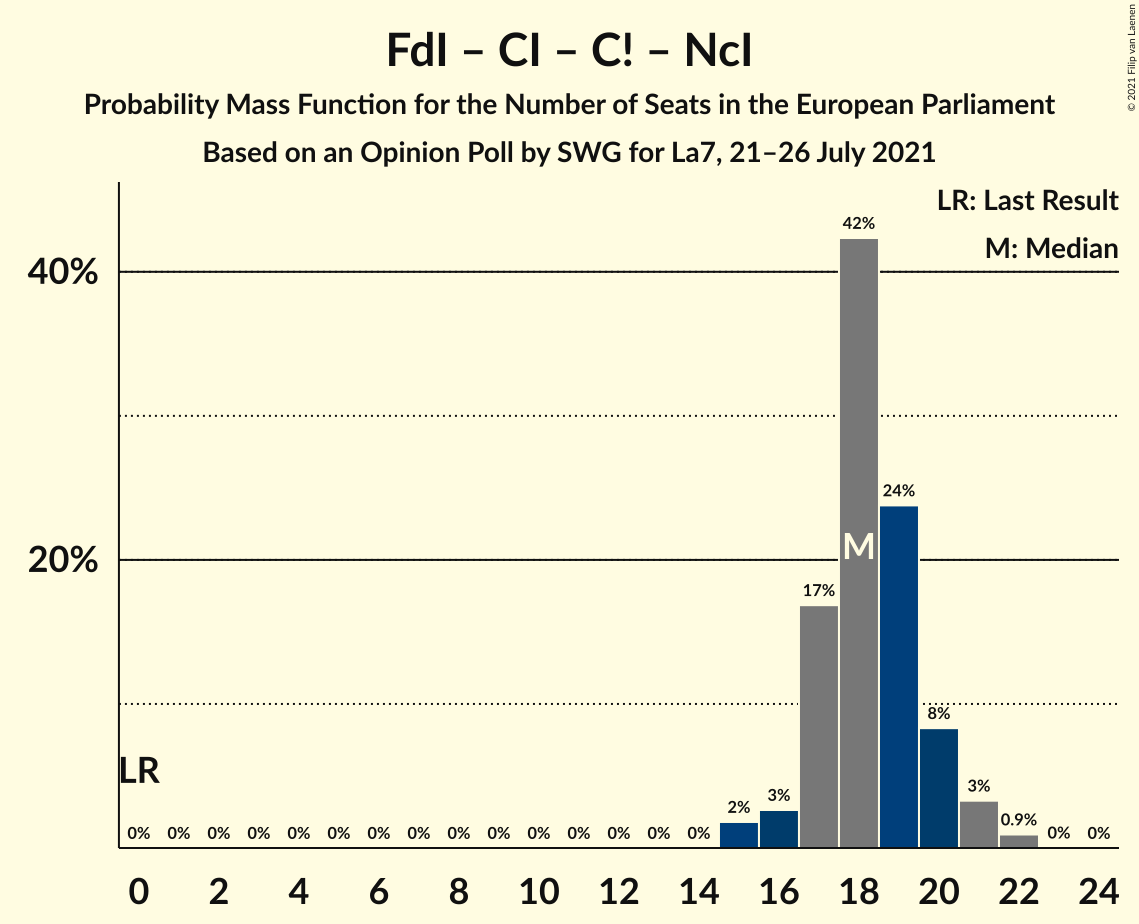 FdI – CI – C! – NcI
Probability Mass Function for the Number of Seats in the European Parliament
Based on an Opinion Poll by SWG for La7, 21–26 July 2021
© 2021 Filip van Laenen
LR: Last Result
M: Median
40%
20%
LR
M
0% 0% 0% 0% 0% 0% 0% 0% 0% 0% 0% 0% 0% 0% 0% 2% 3% 17% 42% 24% 8% 3% 0.9% 0% 0%
0 2 4 6 8 10 12 14 16 18 20 22 24